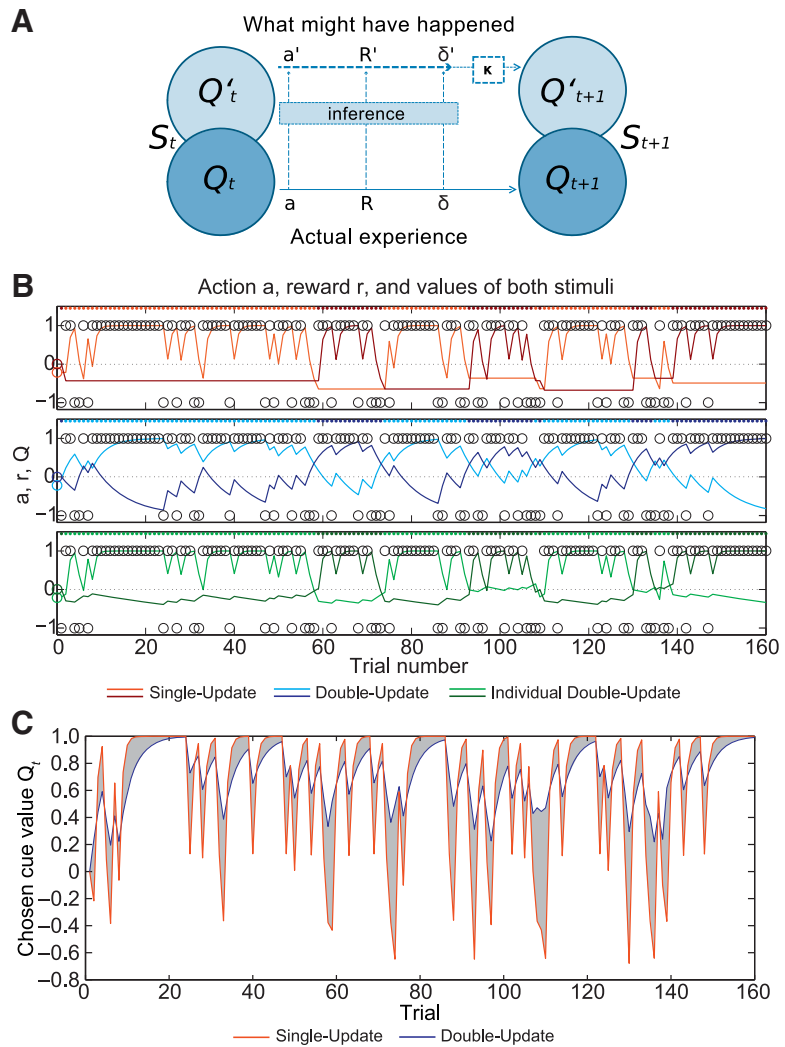 A
What might have happened
a' R' δ' κ
Q't Q't+1
inference
St St+1
Qt Qt+1
a R δ
Actual experience
B
Action a, reward r, and values of both stimuli
1
0
−1
1
0
−1
1
0
−1
a, r, Q
0 20 40 60 80 100 120 140 160
Trial number
Single-Update Double-Update Individual Double-Update
C
1.0
0.8
0.6
0.4
0.2
0
−0.2
−0.4
−0.6
−0.8
Chosen cue value Qt
0 20 40 60 80 100 120 140 160
Trial
Single-Update Double-Update